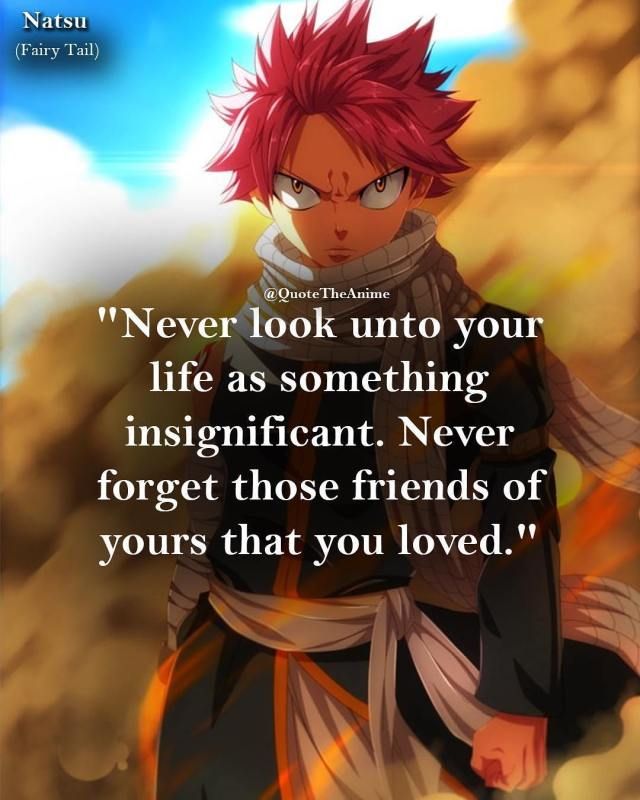 Natsu
(Fairy Tail)
@QuoteTheAnime
"Never look unto your
life as something
insignificant. Never
forget those friends of
yours that you loved."